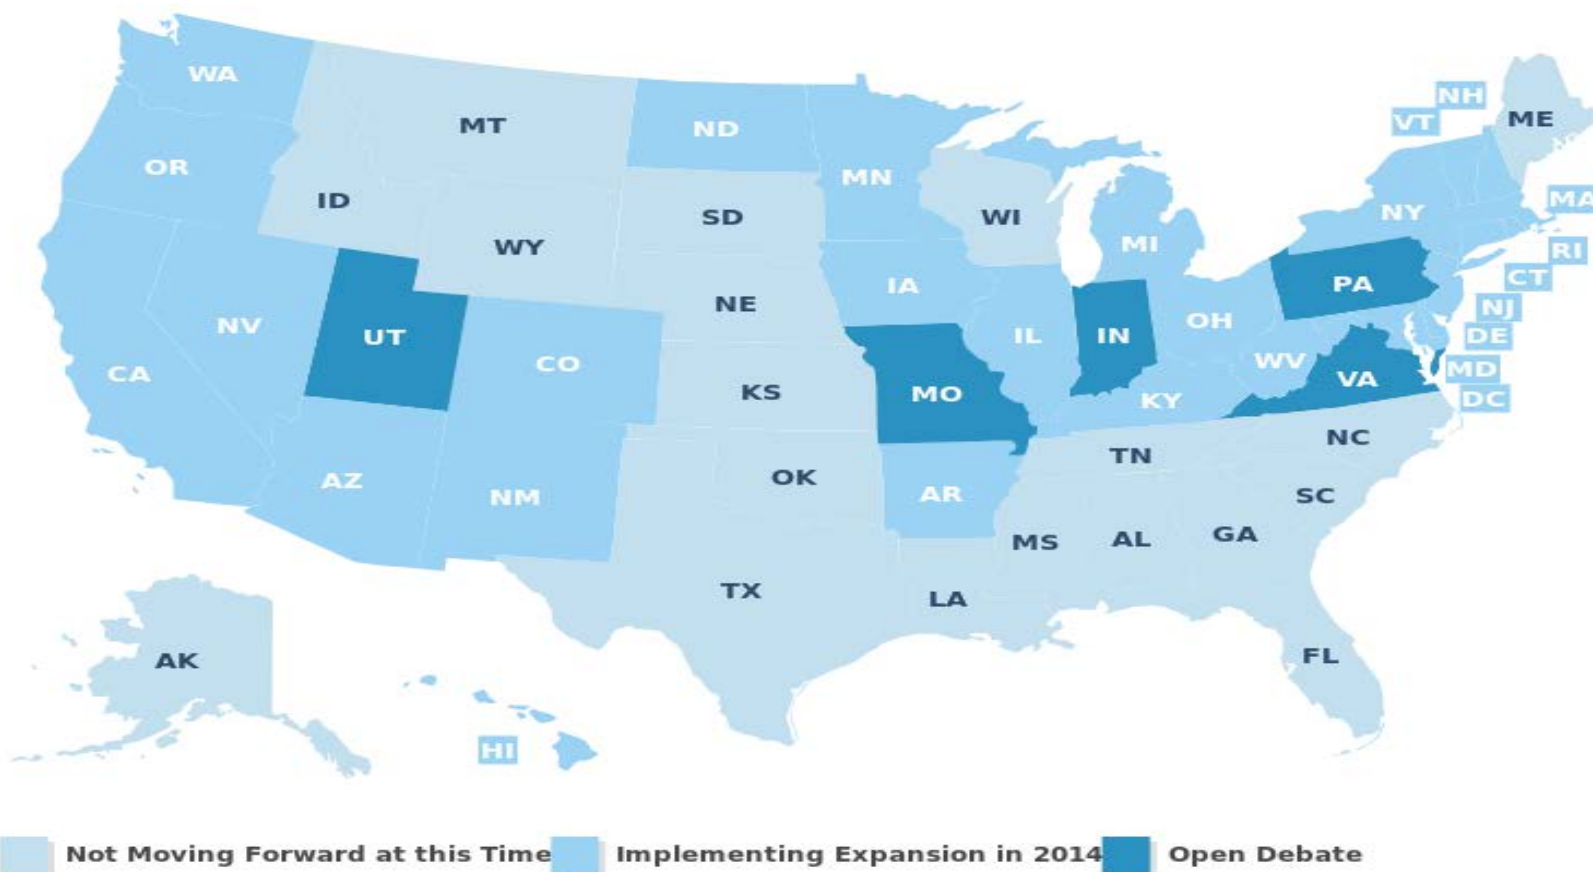 WA
MT
ND
NH
VT
ME
OR
ID
MN
SD
WI
NY
MA
WY
MI
RI
IA
PA
CT
NE
NJ
NV
UT
IL
IN
OH
DE
CO
WV
MD
CA
KS
MO
KY
VA
DC
NC
TN
AZ
NM
OK
AR
SC
MS
AL
GA
TX
LA
FL
AK
HI
Not Moving Forward at this Time Implementing Expansion in 2014 Open Debate